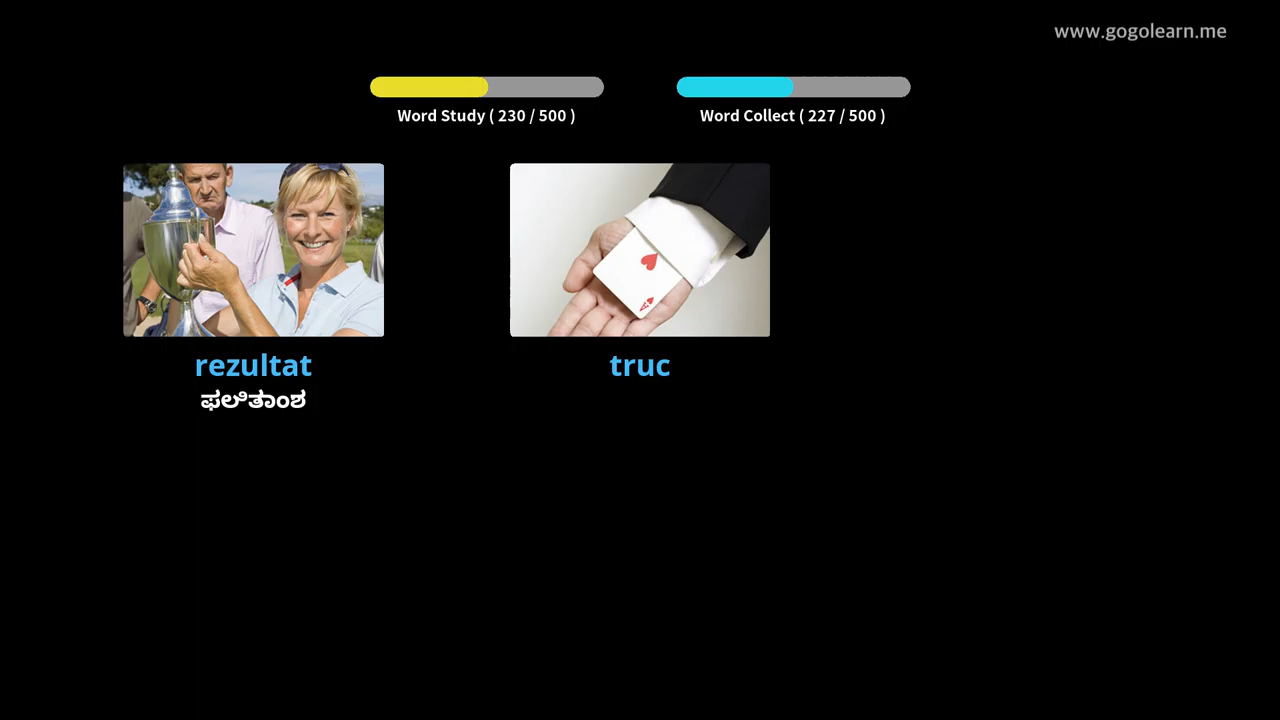 www.gogolearn.me
Word Study ( 230 / 500 )
Word Collect ( 227 / 500 )
rezultat
truc
ಫಲಿತಾಂಶ